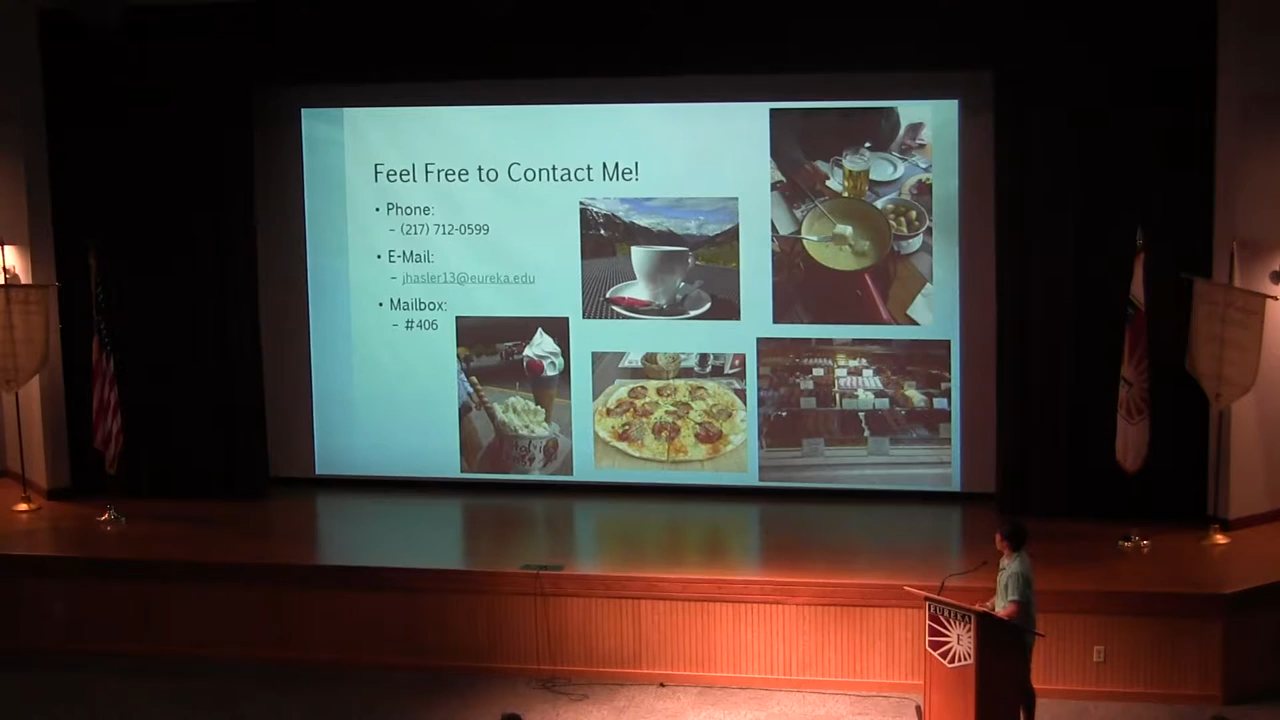 Feel Free to Contact Me!
• Phone:
– (217) 712-0599
• E-Mail:
– jhasler13@eureka.edu
• Mailbox:
– #406
EUREKA
E